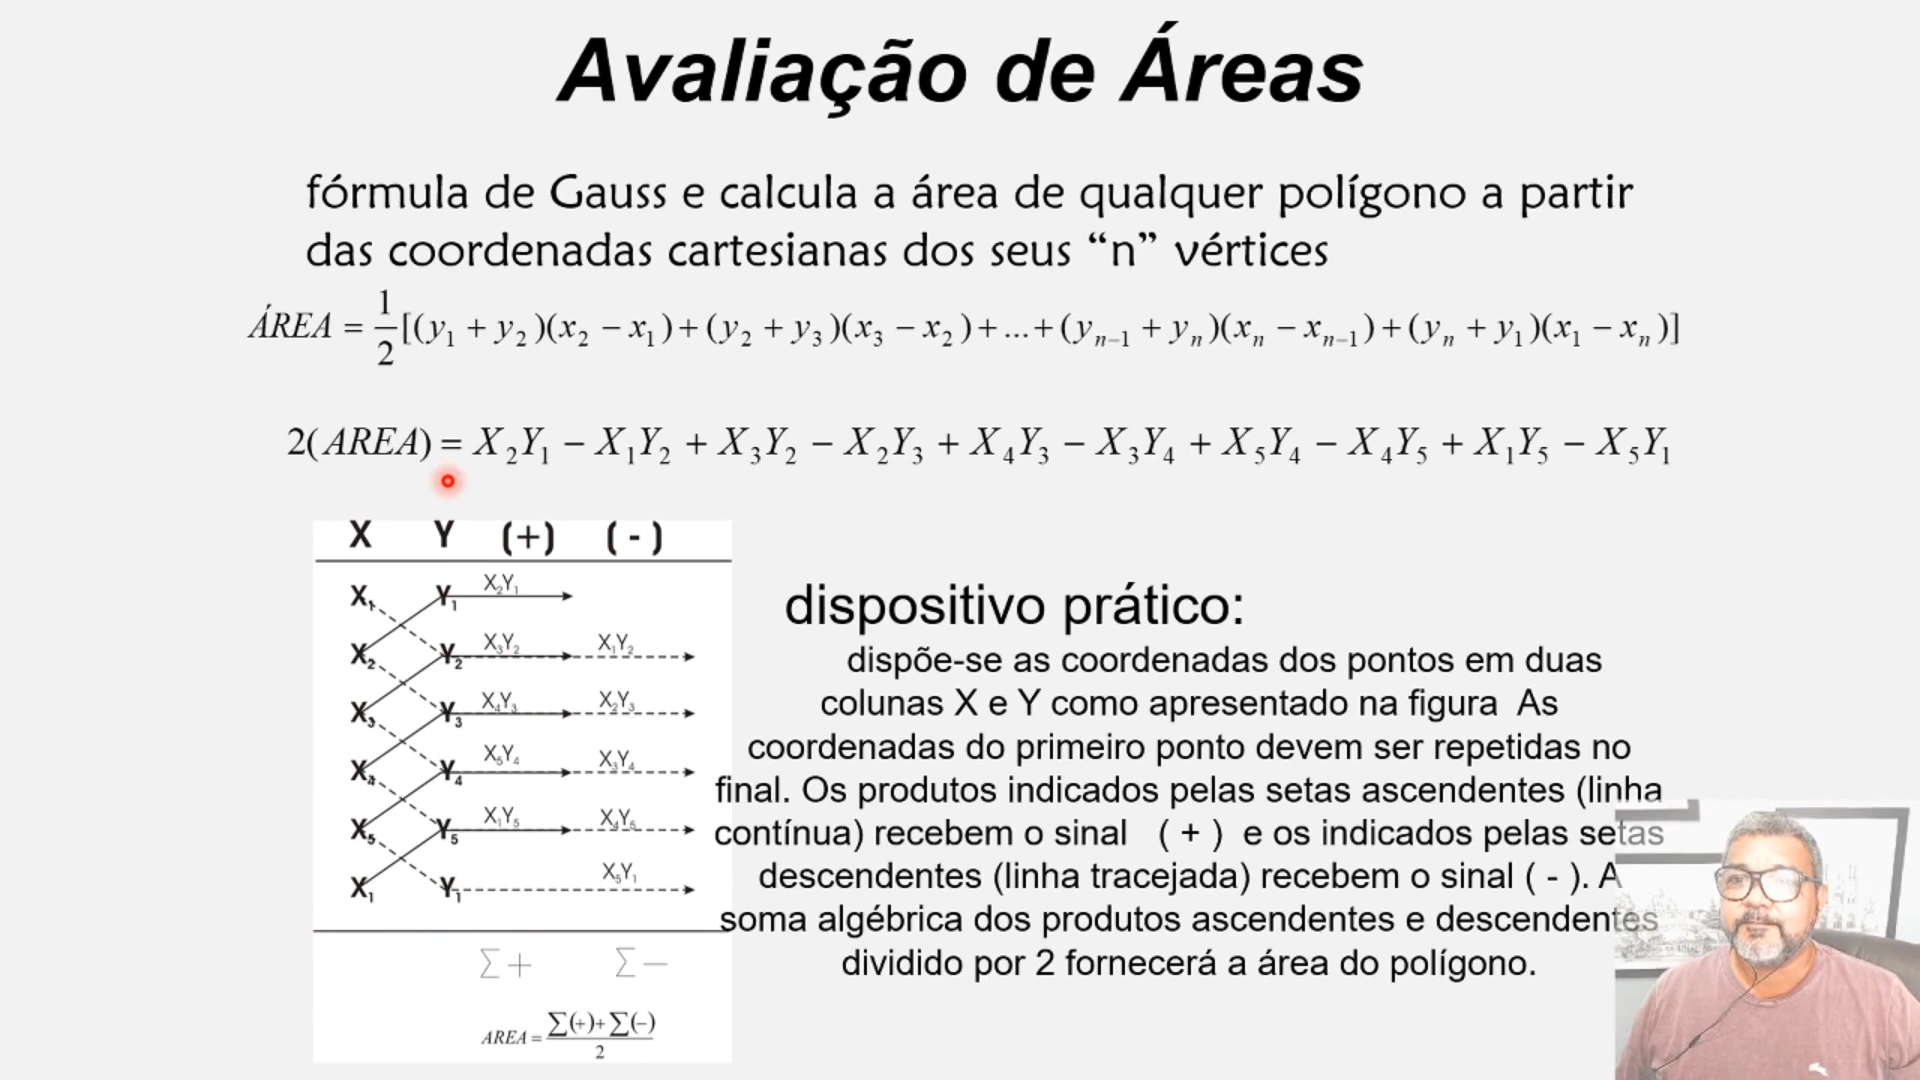 Avaliação de Áreas
fórmula de Gauss e calcula a área de qualquer polígono a partir
das coordenadas cartesianas dos seus “n” vértices
ÁREA = 1/2[(y₁ + y₂)(x₂ − x₁) + (y₂ + y₃)(x₃ − x₂) + ... + (yₙ₋₁ + yₙ)(xₙ − xₙ₋₁) + (yₙ + y₁)(x₁ − xₙ)]
2(AREA) = X₂Y₁ − X₁Y₂ + X₃Y₂ − X₂Y₃ + X₄Y₃ − X₃Y₄ + X₅Y₄ − X₄Y₅ + X₁Y₅ − X₅Y₁
X Y (+) (-)
X₁ Y₁ X₂Y₁
X₂ Y₂ X₃Y₂ X₁Y₂
X₃ Y₃ X₄Y₃ X₂Y₃
X₄ Y₄ X₅Y₄ X₃Y₄
X₅ Y₅ X₁Y₅ X₄Y₅
X₁ Y₁ X₅Y₁
∑+ ∑−
AREA = ∑(+)+∑(−)/2
dispositivo prático:
dispõe-se as coordenadas dos pontos em duas
colunas X e Y como apresentado na figura As
coordenadas do primeiro ponto devem ser repetidas no
final. Os produtos indicados pelas setas ascendentes (linha
contínua) recebem o sinal ( + ) e os indicados pelas setas
descendentes (linha tracejada) recebem o sinal ( - ). A
soma algébrica dos produtos ascendentes e descendentes
dividido por 2 fornecerá a área do polígono.